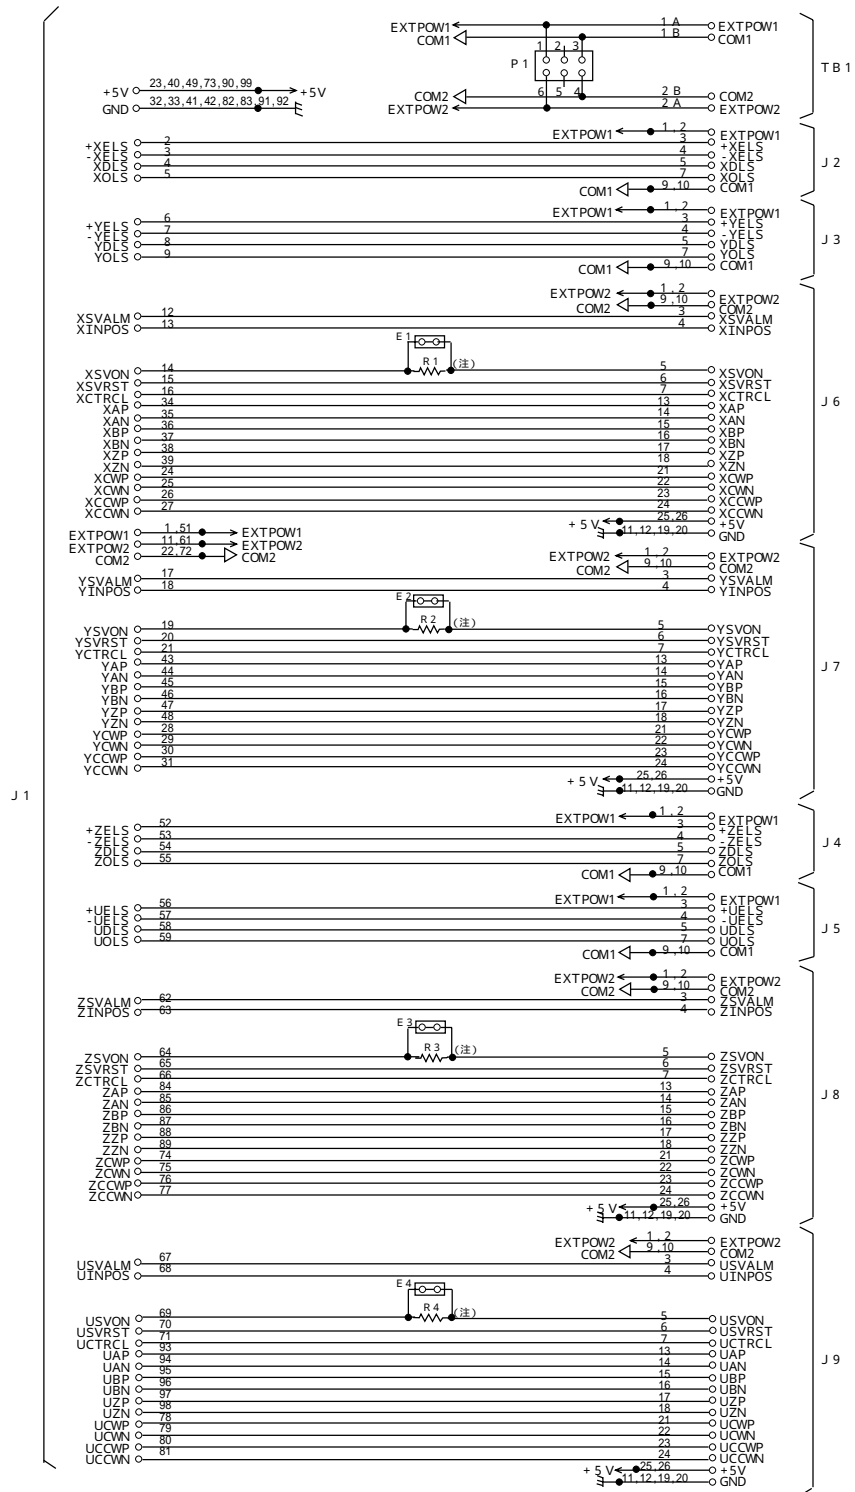 EXTPOW1 1 A EXTPOW1
COM1 1 B COM1
1 2 3
P1
TB1
+5V 23,40,49,73,90,99 +5V
GND 32,33,41,42,82,83,91,92
6 5 4
COM2 2 B COM2
EXTPOW2 2 A EXTPOW2
EXTPOW1 1,2 EXTPOW1
+XELS 2 3 +XELS
-XELS 3 4 -XELS
XDLS 4 5 XDLS
XOLS 5 7 XOLS
COM1 9,10 COM1
J2
EXTPOW1 1,2 EXTPOW1
+YELS 6 3 +YELS
-YELS 7 4 -YELS
YDLS 8 5 YDLS
YOLS 9 7 YOLS
COM1 9,10 COM1
J3
EXTPOW2 1,2 EXTPOW2
COM2 9,10 COM2
XSVALM 12 3 XSVALM
XINPOS 13 4 XINPOS
E1
R1 (注)
XSVON 14 5 XSVON
XSVRST 15 6 XSVRST
XCTRCL 16 7 XCTRCL
XAP 34 13 XAP
XAN 35 14 XAN
XBP 36 15 XBP
XBN 37 16 XBN
XZP 38 17 XZP
XZN 39 18 XZN
XCWP 24 21 XCWP
XCWN 25 22 XCWN
XCCWP 26 23 XCCWP
XCCWN 27 24 XCCWN
+5V 25,26 +5V
11,12,19,20 GND
J6
EXTPOW1 1,51 EXTPOW1
EXTPOW2 11,61 EXTPOW2
COM2 22,72 COM2
EXTPOW2 1,2 EXTPOW2
COM2 9,10 COM2
YSVALM 17 3 YSVALM
YINPOS 18 4 YINPOS
E2
R2 (注)
YSVON 19 5 YSVON
YSVRST 20 6 YSVRST
YCTRCL 21 7 YCTRCL
YAP 43 13 YAP
YAN 44 14 YAN
YBP 45 15 YBP
YBN 46 16 YBN
YZP 47 17 YZP
YZN 48 18 YZN
YCWP 28 21 YCWP
YCWN 29 22 YCWN
YCCWP 30 23 YCCWP
YCCWN 31 24 YCCWN
+5V 25,26 +5V
11,12,19,20 GND
J7
J1
EXTPOW1 1,2 EXTPOW1
+ZELS 52 3 +ZELS
-ZELS 53 4 -ZELS
ZDLS 54 5 ZDLS
ZOLS 55 7 ZOLS
COM1 9,10 COM1
J4
EXTPOW1 1,2 EXTPOW1
+UELS 56 3 +UELS
-UELS 57 4 -UELS
UDLS 58 5 UDLS
UOLS 59 7 UOLS
COM1 9,10 COM1
J5
EXTPOW2 1,2 EXTPOW2
COM2 9,10 COM2
ZSVALM 62 3 ZSVALM
ZINPOS 63 4 ZINPOS
E3
R3 (注)
ZSVON 64 5 ZSVON
ZSVRST 65 6 ZSVRST
ZCTRCL 66 7 ZCTRCL
ZAP 84 13 ZAP
ZAN 85 14 ZAN
ZBP 86 15 ZBP
ZBN 87 16 ZBN
ZZP 88 17 ZZP
ZZN 89 18 ZZN
ZCWP 74 21 ZCWP
ZCWN 75 22 ZCWN
ZCCWP 76 23 ZCCWP
ZCCWN 77 24 ZCCWN
+5V 25,26 +5V
11,12,19,20 GND
J8
EXTPOW2 1,2 EXTPOW2
COM2 9,10 COM2
USVALM 67 3 USVALM
UINPOS 68 4 UINPOS
E4
R4 (注)
USVON 69 5 USVON
USVRST 70 6 USVRST
UCTRCL 71 7 UCTRCL
UAP 93 13 UAP
UAN 94 14 UAN
UBP 95 15 UBP
UBN 96 16 UBN
UZP 97 17 UZP
UZN 98 18 UZN
UCWP 78 21 UCWP
UCWN 79 22 UCWN
UCCWP 80 23 UCCWP
UCCWN 81 24 UCCWN
+5V 25,26 +5V
11,12,19,20 GND
J9